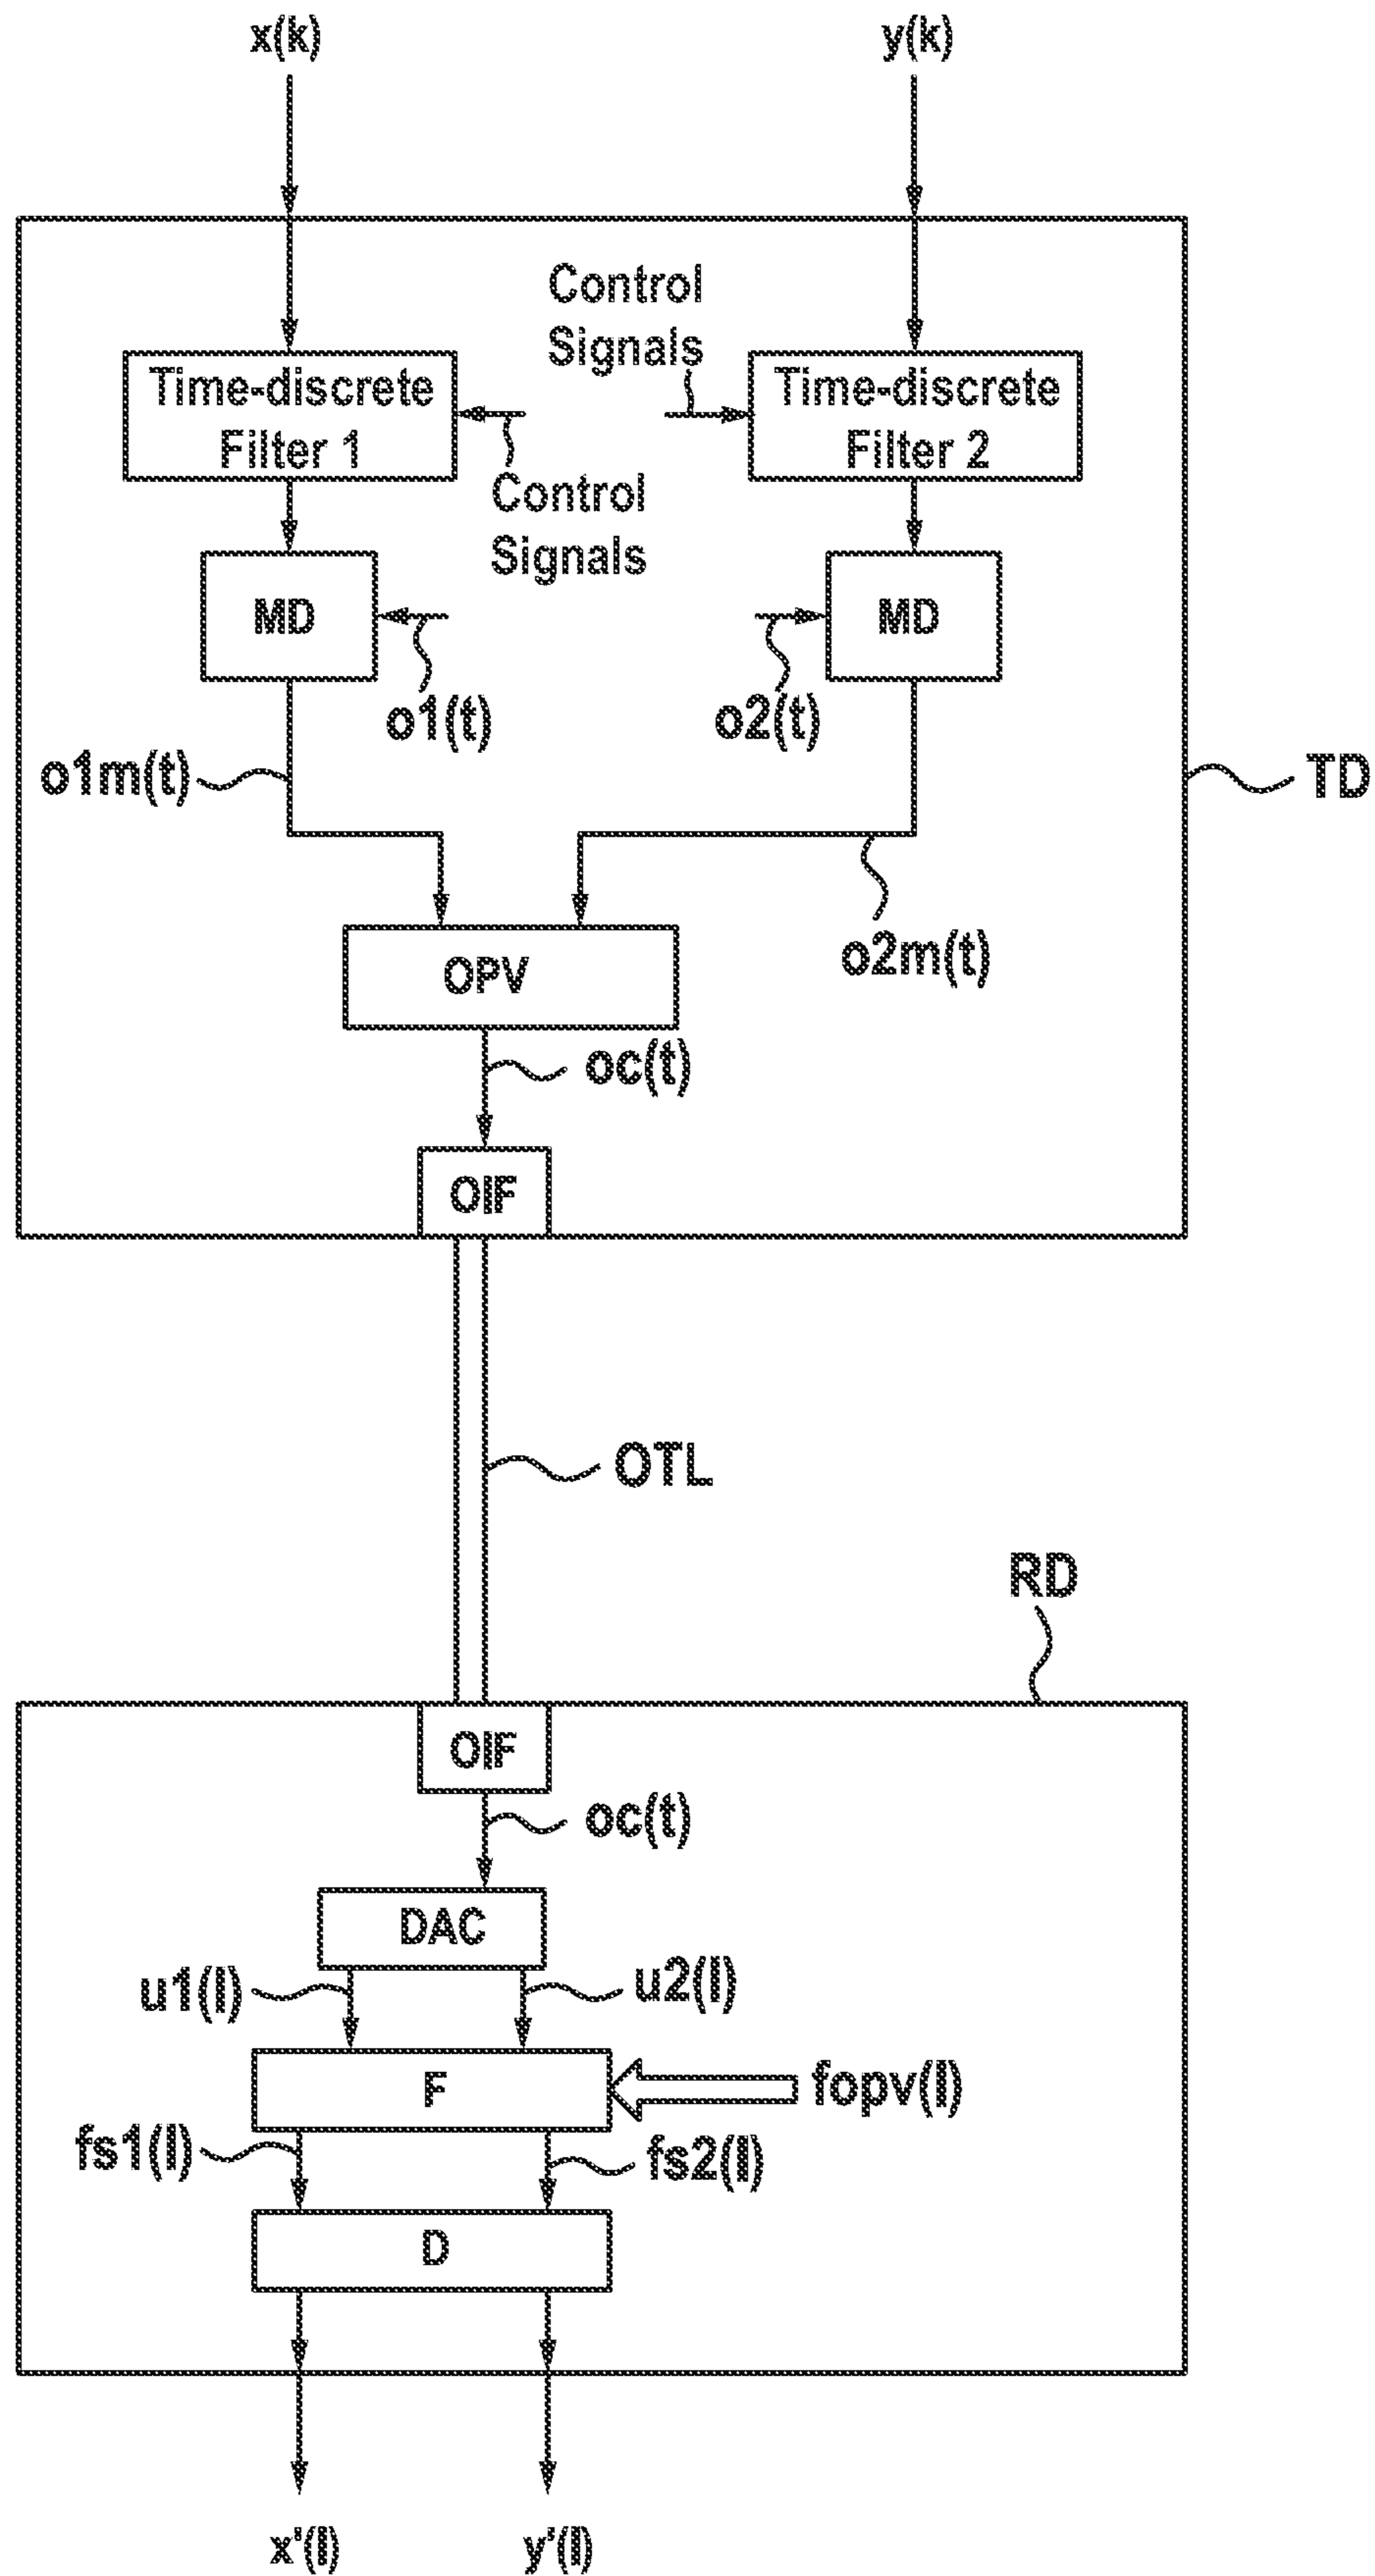 x(k)
y(k)
Control
Signals
Time-discrete
Filter 1
Time-discrete
Filter 2
Control
Signals
MD
MD
o1(t)
o2(t)
o1m(t)
TD
OPV
o2m(t)
oc(t)
OIF
OTL
RD
OIF
oc(t)
DAC
u1(l)
u2(l)
F
fopv(l)
fs1(l)
fs2(l)
D
x'(l)
y'(l)